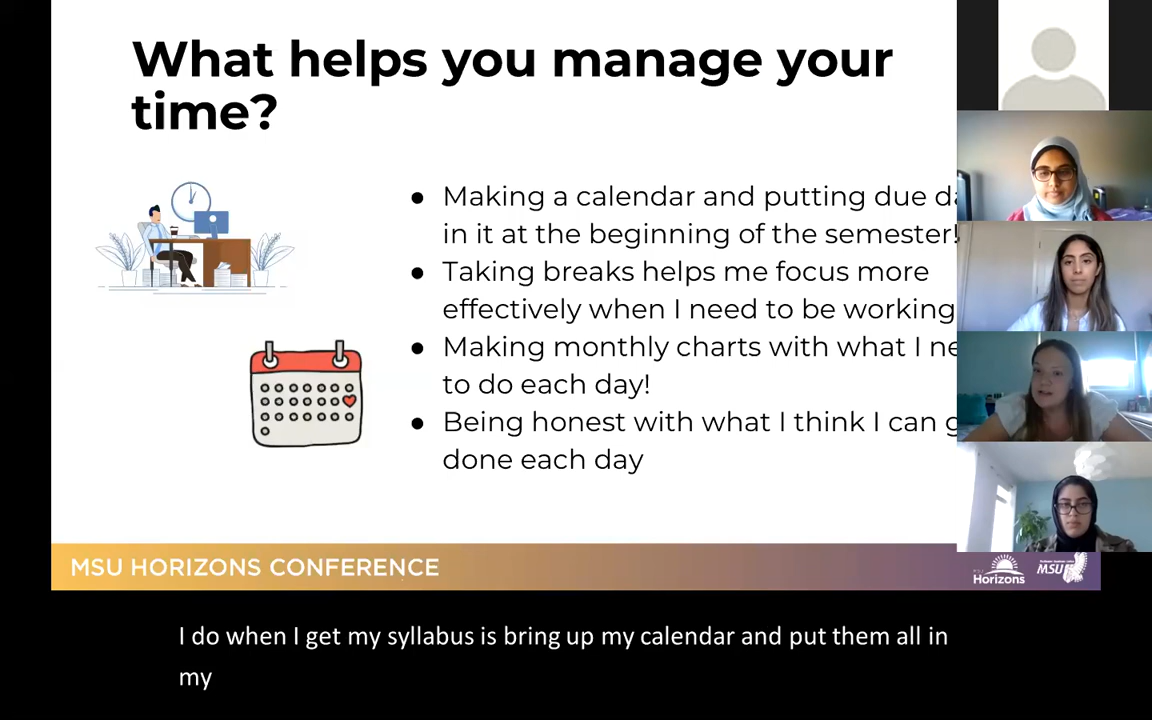 What helps you manage your
time?
● Making a calendar and putting due
in it at the beginning of the semester!
● Taking breaks helps me focus more
effectively when I need to be working
● Making monthly charts with what I
to do each day!
● Being honest with what I think I can
done each day
MSU HORIZONS CONFERENCE
Horizons
MSU
I do when I get my syllabus is bring up my calendar and put them all in
my